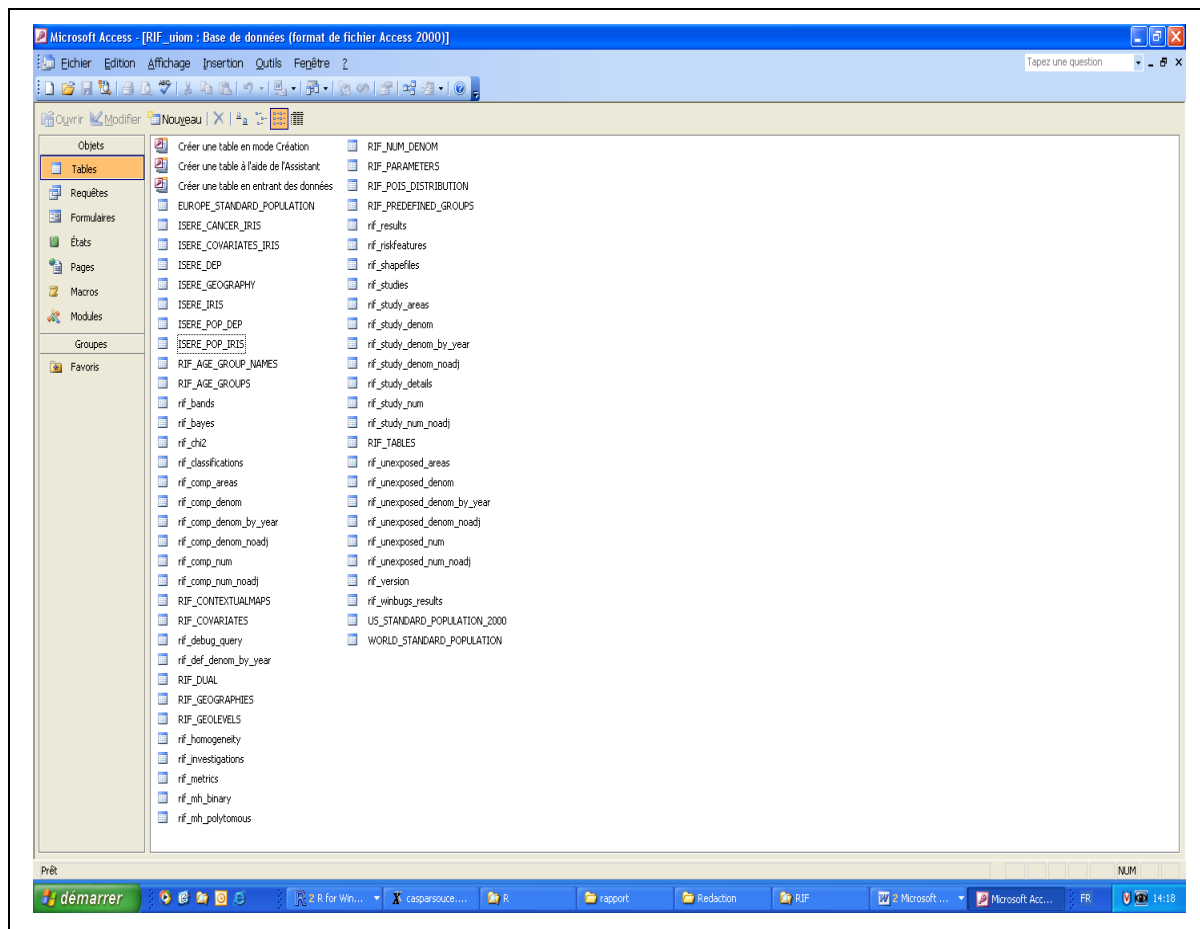 Microsoft Access - [RIF_uiom : Base de données (format de fichier Access 2000)]
Eichier Edition Affichage Insertion Outils Fenêtre ?
Tapez une question
Ouvrir Modifier Nouveau
Objets
Tables
Requêtes
Formulaires
États
Pages
Macros
Modules
Groupes
Favoris
Créer une table en mode Création
Créer une table à l'aide de l'Assistant
Créer une table en entrant des données
EUROPE_STANDARD_POPULATION
ISERE_CANCER_IRIS
ISERE_COVARIATES_IRIS
ISERE_DEP
ISERE_GEOGRAPHY
ISERE_IRIS
ISERE_POP_DEP
ISERE_POP_IRIS
RIF_AGE_GROUP_NAMES
RIF_AGE_GROUPS
rif_bands
rif_bayes
rif_chi2
rif_classifications
rif_comp_areas
rif_comp_denom
rif_comp_denom_by_year
rif_comp_denom_noadj
rif_comp_num
rif_comp_num_noadj
RIF_CONTEXTUALMAPS
RIF_COVARIATES
rif_debug_query
rif_def_denom_by_year
RIF_DUAL
RIF_GEOGRAPHIES
RIF_GEOLEVELS
rif_homogeneity
rif_investigations
rif_metrics
rif_mh_binary
rif_mh_polytomous
RIF_NUM_DENOM
RIF_PARAMETERS
RIF_POIS_DISTRIBUTION
RIF_PREDEFINED_GROUPS
rif_results
rif_riskfeatures
rif_shapefiles
rif_studies
rif_study_areas
rif_study_denom
rif_study_denom_by_year
rif_study_denom_noadj
rif_study_details
rif_study_num
rif_study_num_noadj
RIF_TABLES
rif_unexposed_areas
rif_unexposed_denom
rif_unexposed_denom_by_year
rif_unexposed_denom_noadj
rif_unexposed_num
rif_unexposed_num_noadj
rif_version
rif_winbugs_results
US_STANDARD_POPULATION_2000
WORLD_STANDARD_POPULATION
Prêt
NUM
démarrer
2 R for Win...
casparsouce....
R
rapport
Redaction
RIF
2 Microsoft ...
Microsoft Acc...
FR
14:18